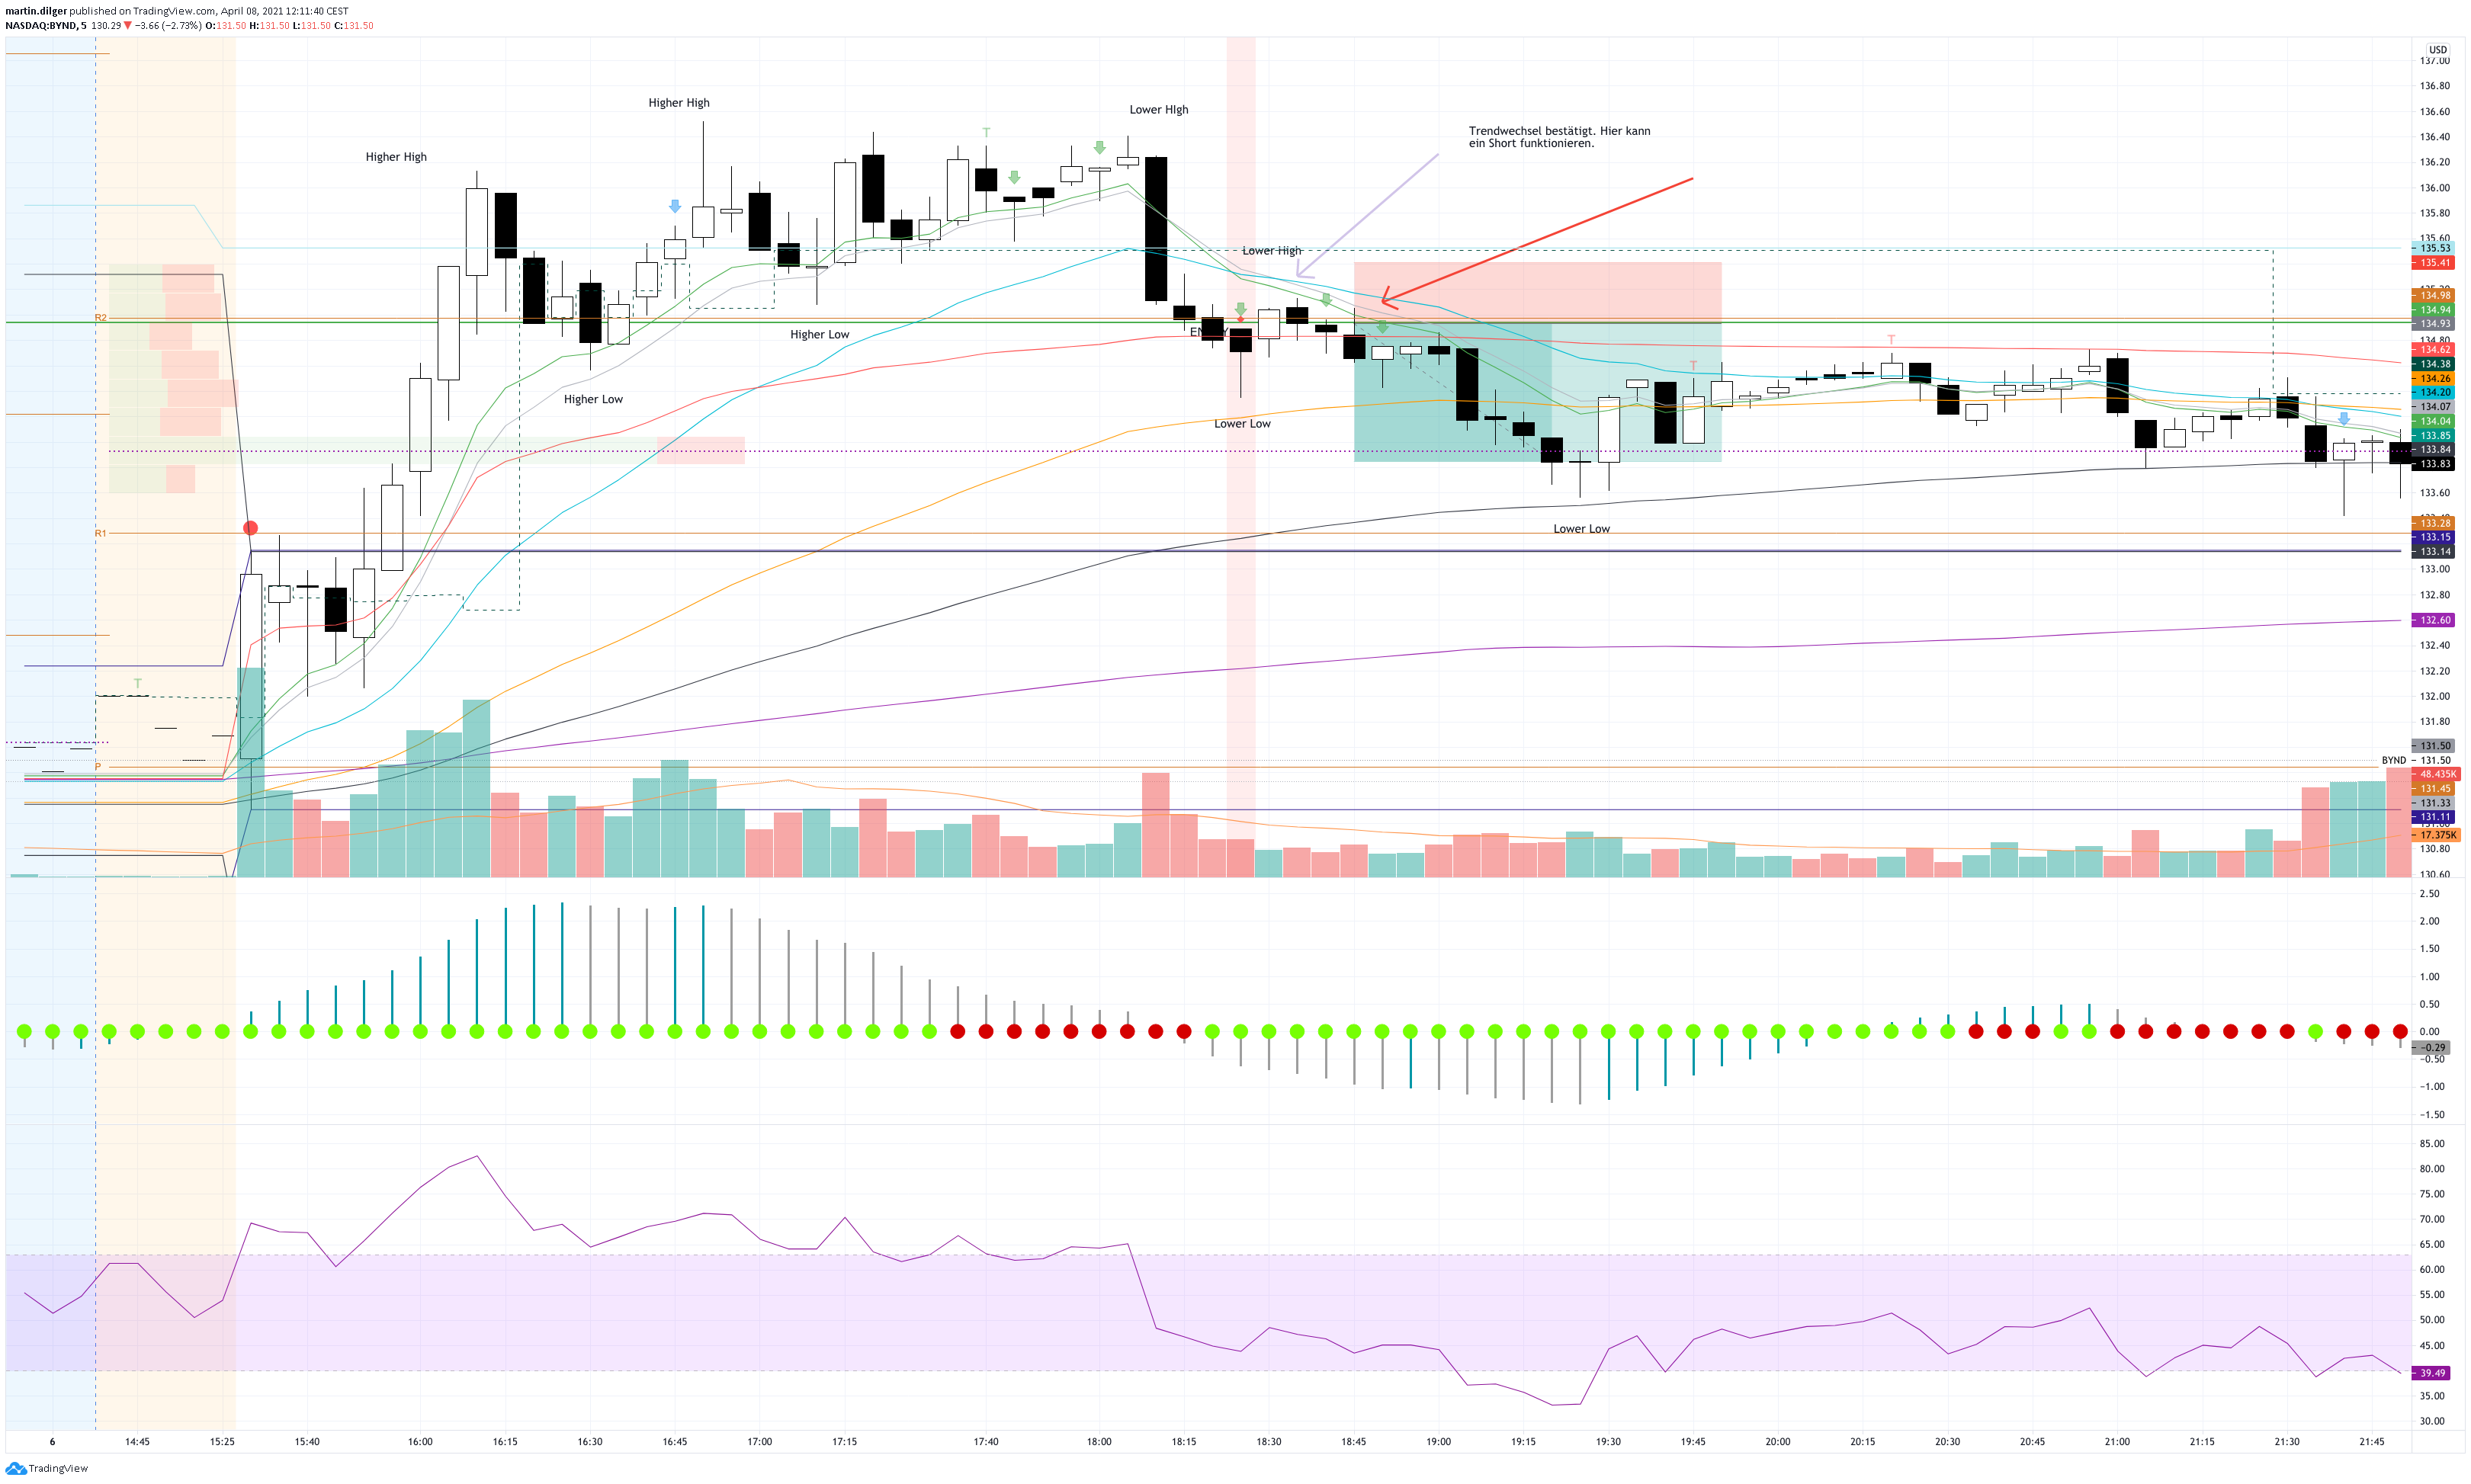 martin.dilger published on TradingView.com, April 08, 2021 12:11:40 CEST
NASDAQ:BYND, 5 130.29 ▼ −3.66 (−2.73%) O:131.50 H:131.50 L:131.50 C:131.50
USD
137.00
136.80
136.60
136.40
136.20
136.00
135.80
135.60
135.53
135.41
134.98
134.94
134.93
134.80
134.62
134.38
134.26
134.20
134.07
134.04
133.85
133.84
133.83
133.60
133.28
133.15
133.14
133.00
132.80
132.60
132.40
132.20
132.00
131.80
131.50
BYND
131.50
48.435K
131.45
131.33
131.11
17.375K
130.80
130.60
Higher High
Higher High
Lower HIgh
Trendwechsel bestätigt. Hier kann
ein Short funktionieren.
T
Lower High
R2
Higher Low
T
T
Higher Low
Lower Low
R1
Lower Low
T
P
2.50
2.00
1.50
1.00
0.50
0.00
−0.29
−0.50
−1.00
−1.50
85.00
80.00
75.00
70.00
65.00
60.00
55.00
50.00
45.00
39.49
35.00
30.00
6 14:45 15:25 15:40 16:00 16:15 16:30 16:45 17:00 17:15 17:40 18:00 18:15 18:30 18:45 19:00 19:15 19:30 19:45 20:00 20:15 20:30 20:45 21:00 21:15 21:30 21:45
TradingView